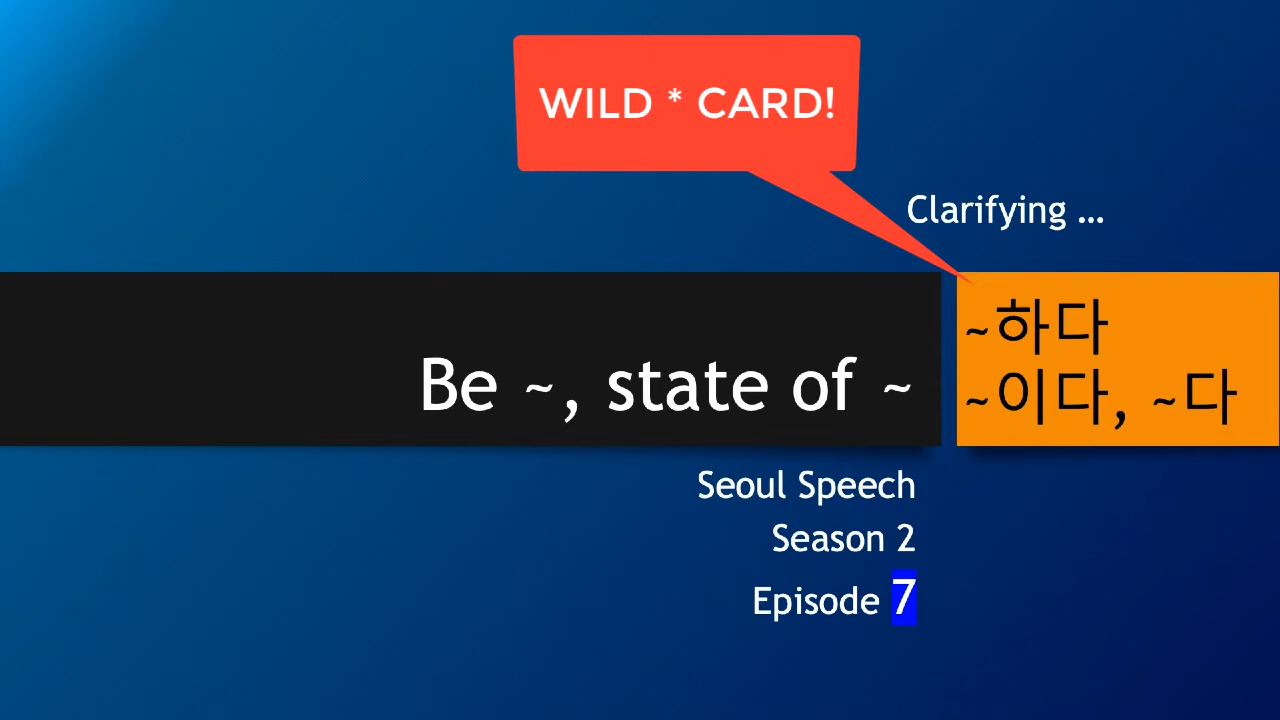 WILD * CARD!
Clarifying …
Be ~, state of ~
~하다
~이다, ~다
Seoul Speech
Season 2
Episode 7